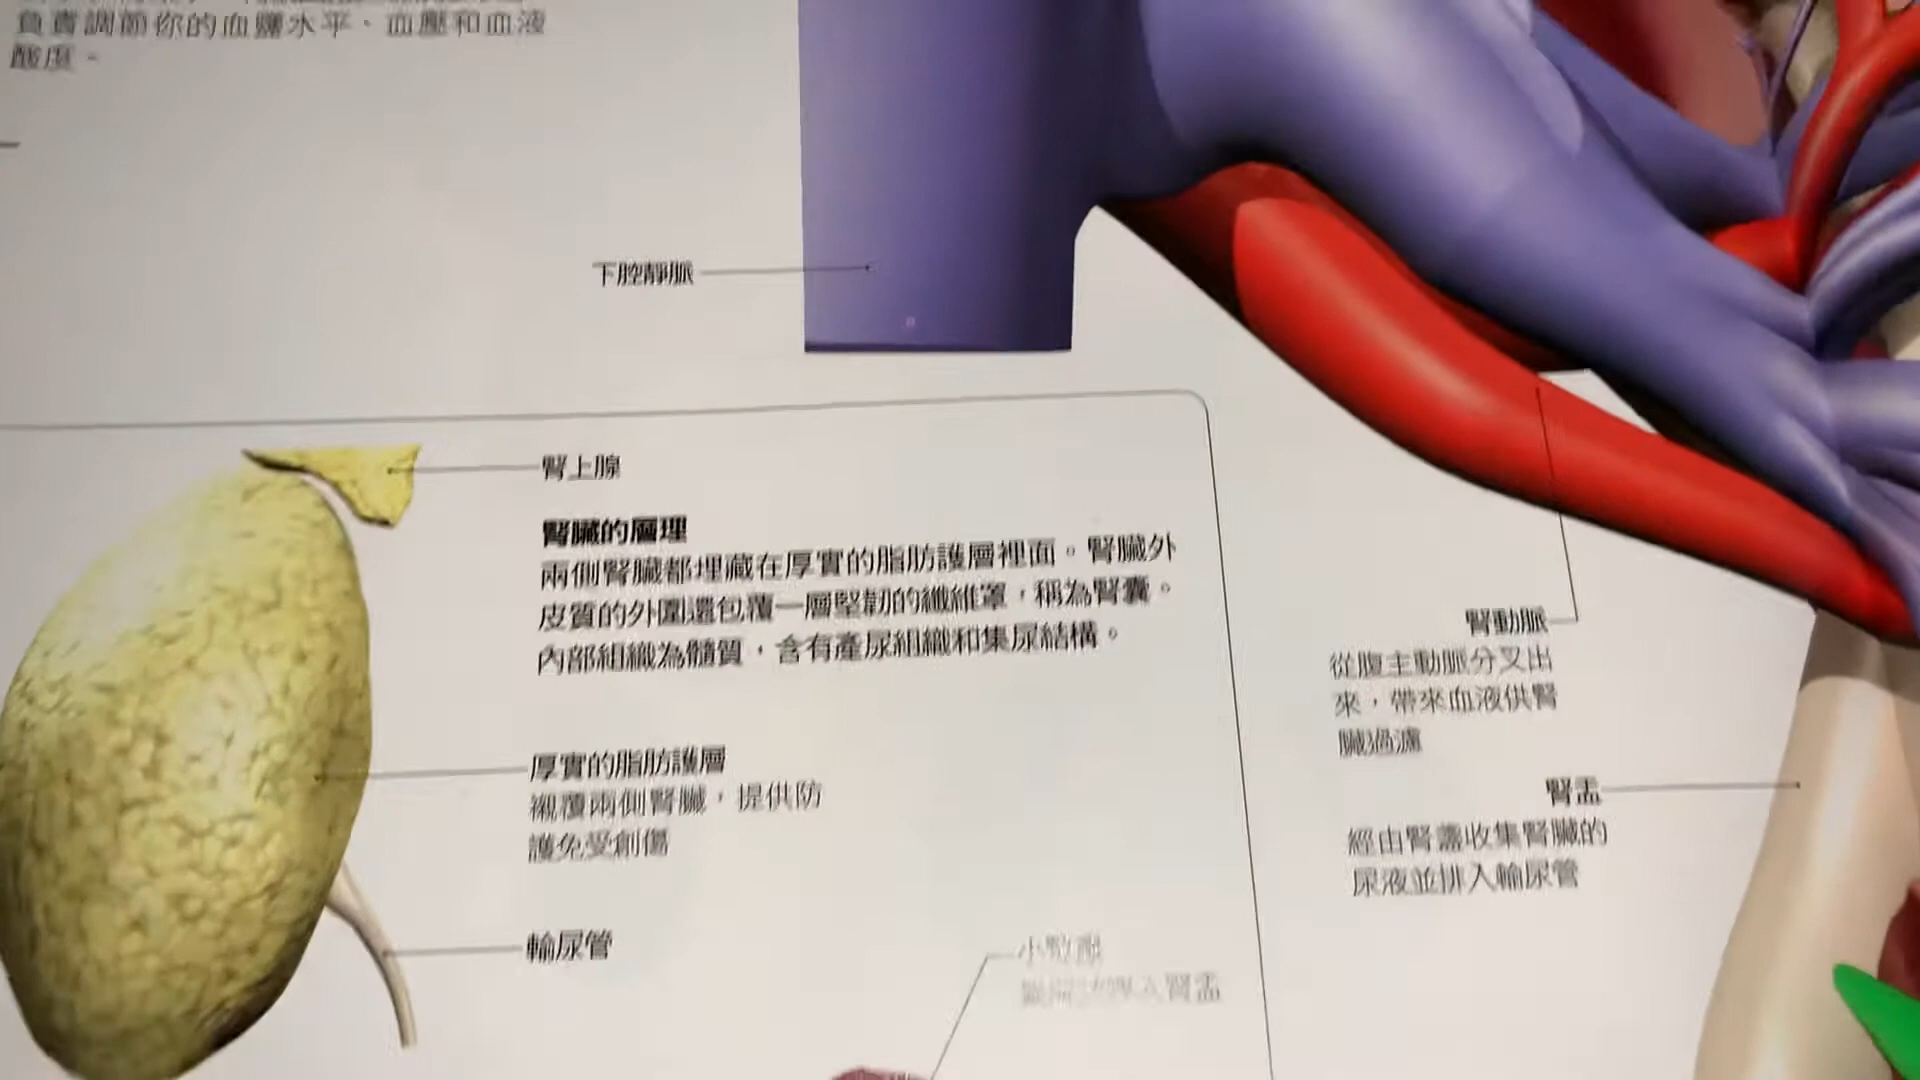 負責調節你的血鹽水平、血壓和血液
酸度。
下腔靜脈
腎上腺
腎臟的層理
兩側腎臟都埋藏在厚實的脂肪護層裡面。腎臟外
皮質的外圍還包覆一層堅韌的纖維罩,稱為腎囊。
內部組織為髓質,含有產尿組織和集尿結構。
厚實的脂肪護層
襯覆兩側腎臟,提供防
護免受創傷
輸尿管
腎動脈
從腹主動脈分叉出
來,帶來血液供腎
臟過濾
腎盂
經由腎盞收集腎臟的
尿液並排入輸尿管
小腎盞
腎盂